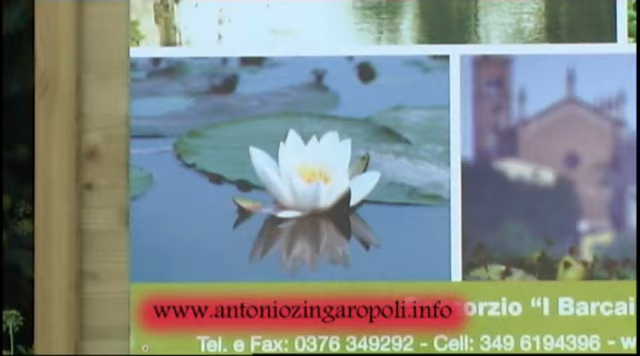 www.antoniozingaropoli.info orzio "I Barcai
Tel. e Fax: 0376 349292 - Cell: 349 6194396 - w